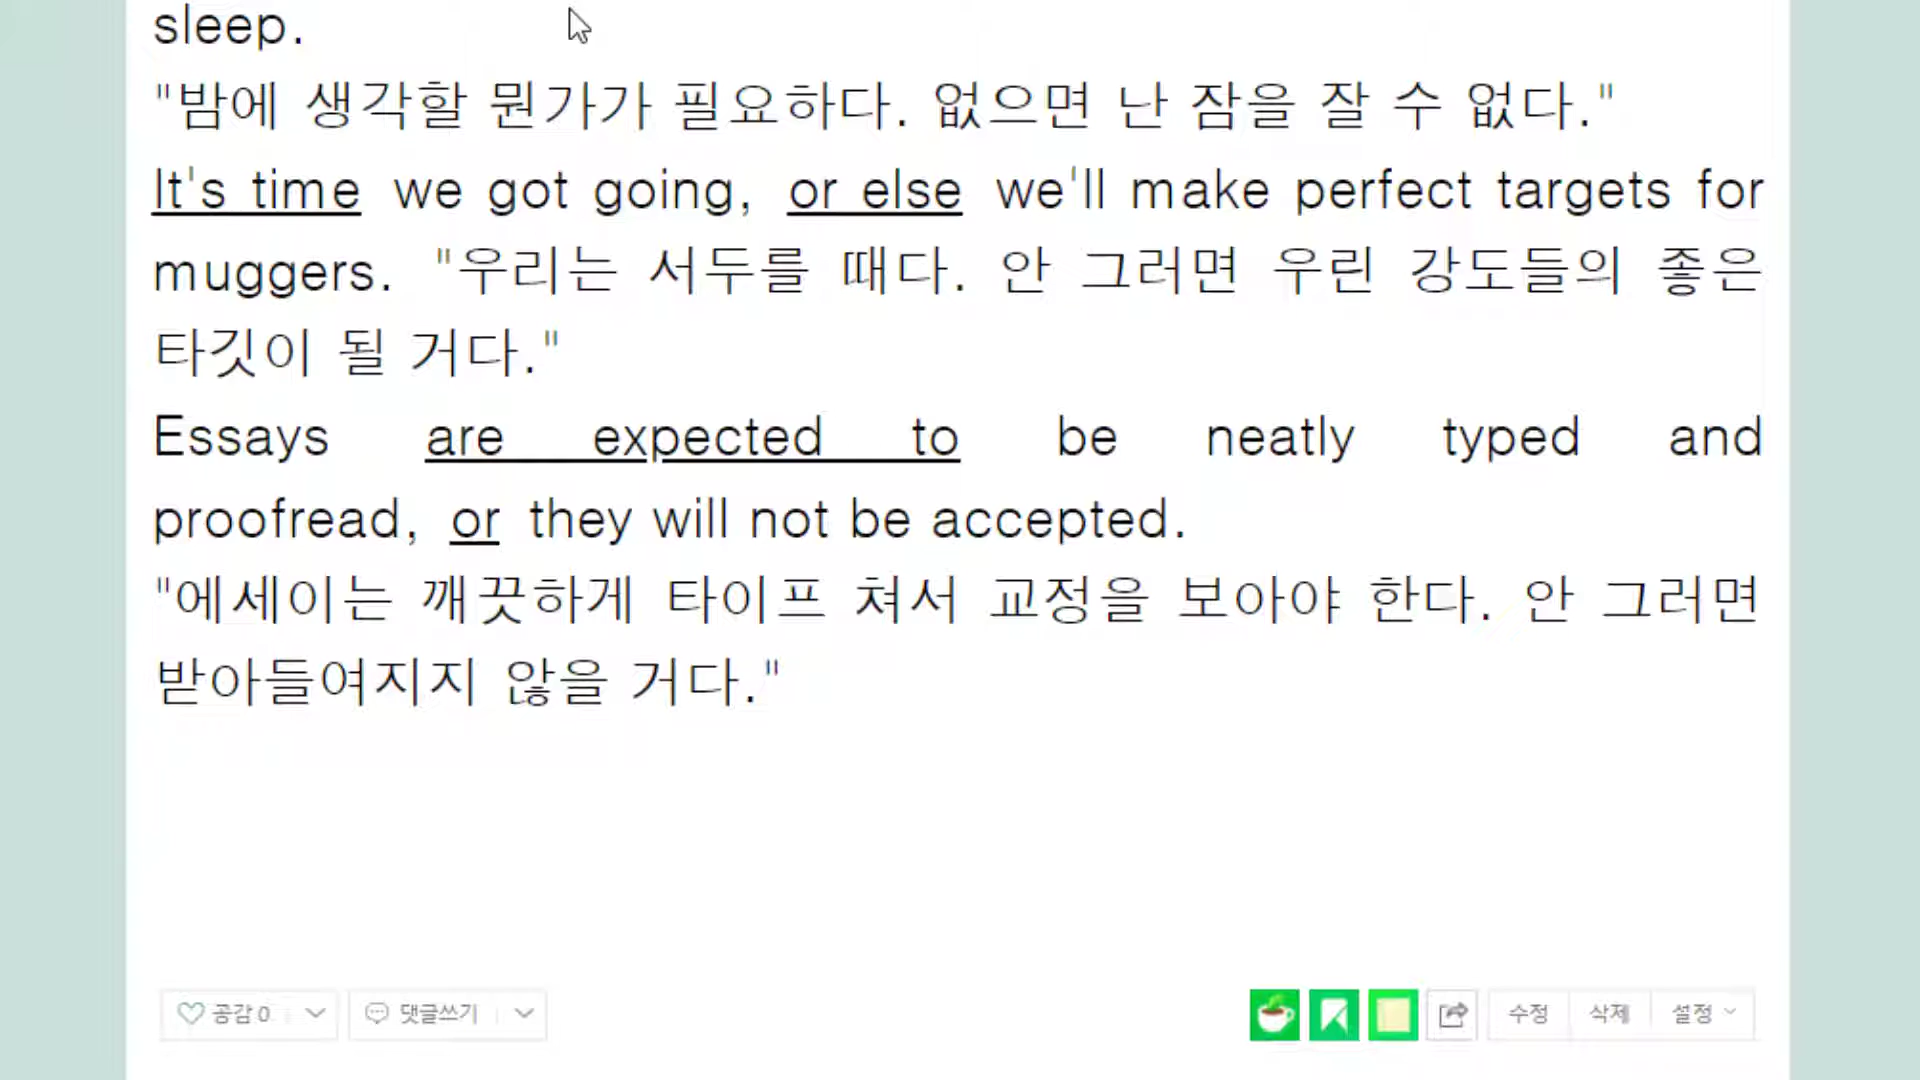 sleep.
"밤에 생각할 뭔가가 필요하다. 없으면 난 잠을 잘 수 없다."
It's time we got going, or else we'll make perfect targets for
muggers. "우리는 서두를 때다. 안 그러면 우린 강도들의 좋은
타깃이 될 거다."
Essays are expected to be neatly typed and
proofread, or they will not be accepted.
"에세이는 깨끗하게 타이프 쳐서 교정을 보아야 한다. 안 그러면
받아들여지지 않을 거다."
공감 0 댓글쓰기 수정 삭제 설정